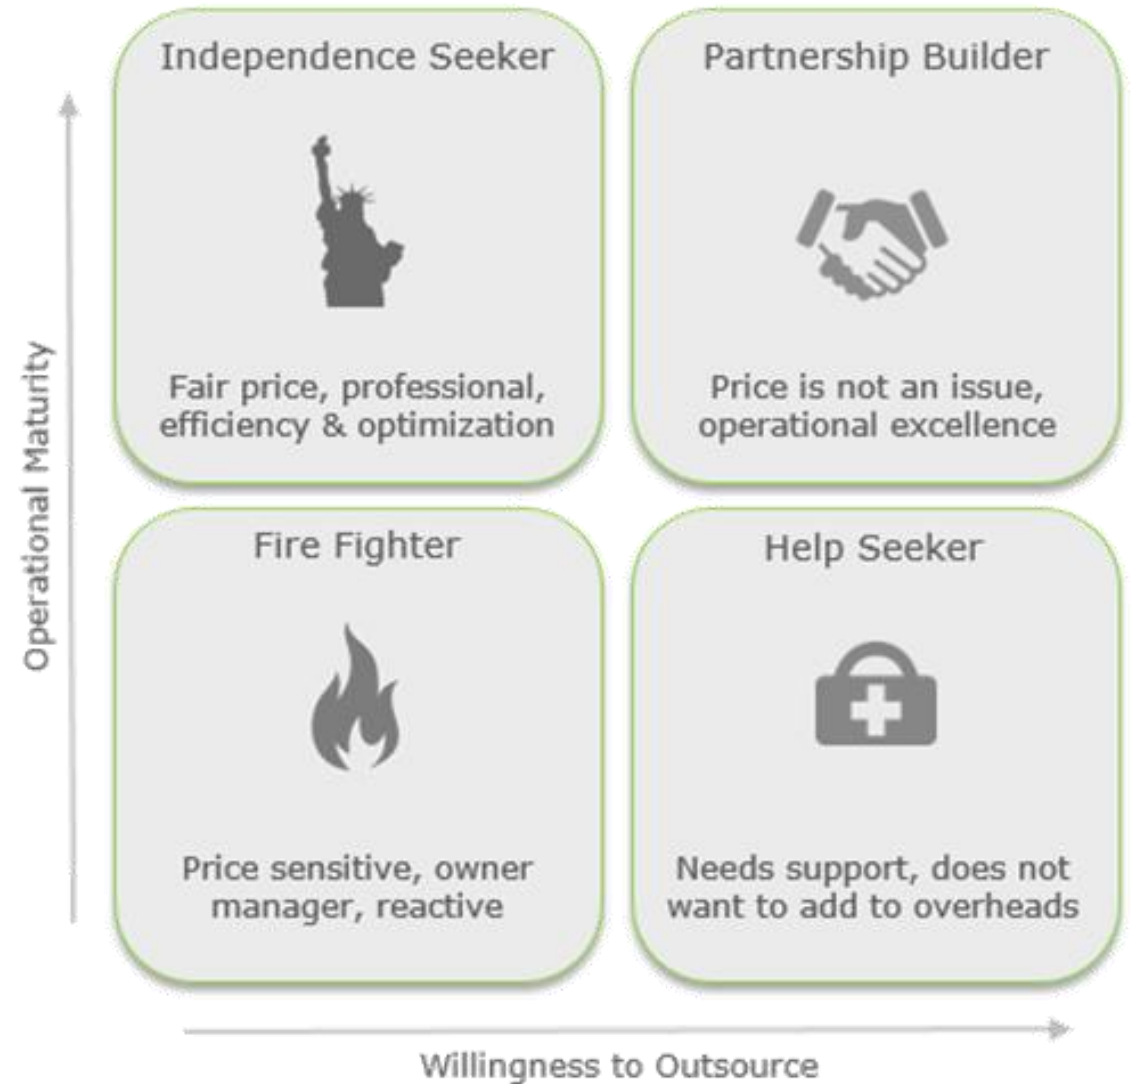 Independence Seeker
Fair price, professional,
efficiency & optimization
Partnership Builder
Price is not an issue,
operational excellence
Fire Fighter
Price sensitive, owner
manager, reactive
Help Seeker
Needs support, does not
want to add to overheads
Operational Maturity
Willingness to Outsource